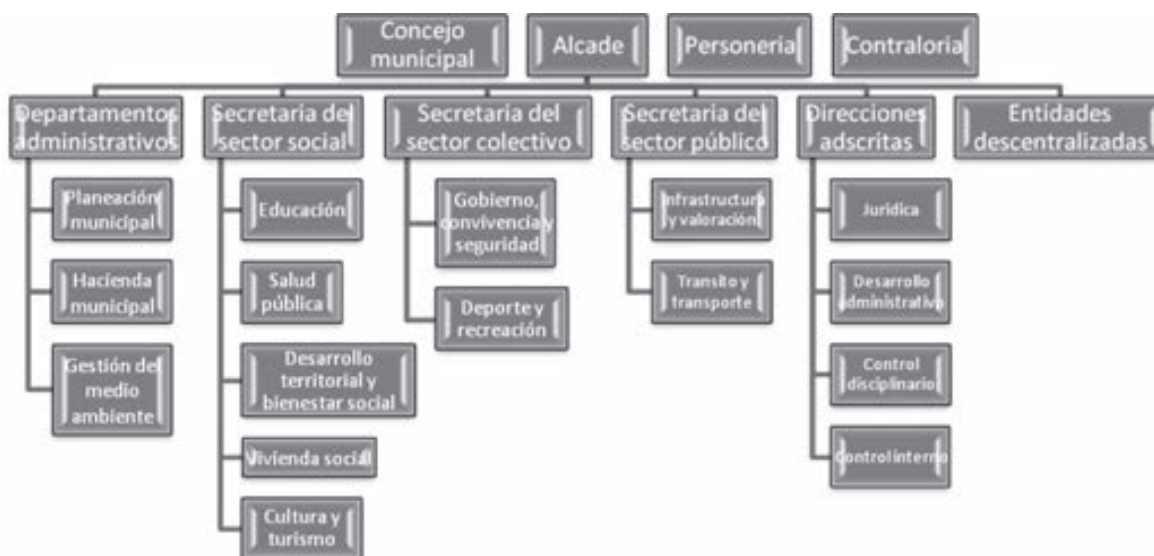 Concejo
municipal
Alcade
Personeria
Contraloria
Departamentos
administrativos
Secretaria del
sector social
Secretaria del
sector colectivo
Secretaria del
sector público
Direcciones
adscritas
Entidades
descentralizadas
Planeación
municipal
Hacienda
municipal
Gestión del
medio
ambiente
Educación
Salud
pública
Desarrollo
territorial y
bienestar social
Vivienda social
Cultura y
turismo
Gobierno,
convivencia y
seguridad
Deporte y
recreación
Infrastructura
y valoración
Transito y
transporte
Juridica
Desarrollo
administrativo
Control
disciplinario
Control interno